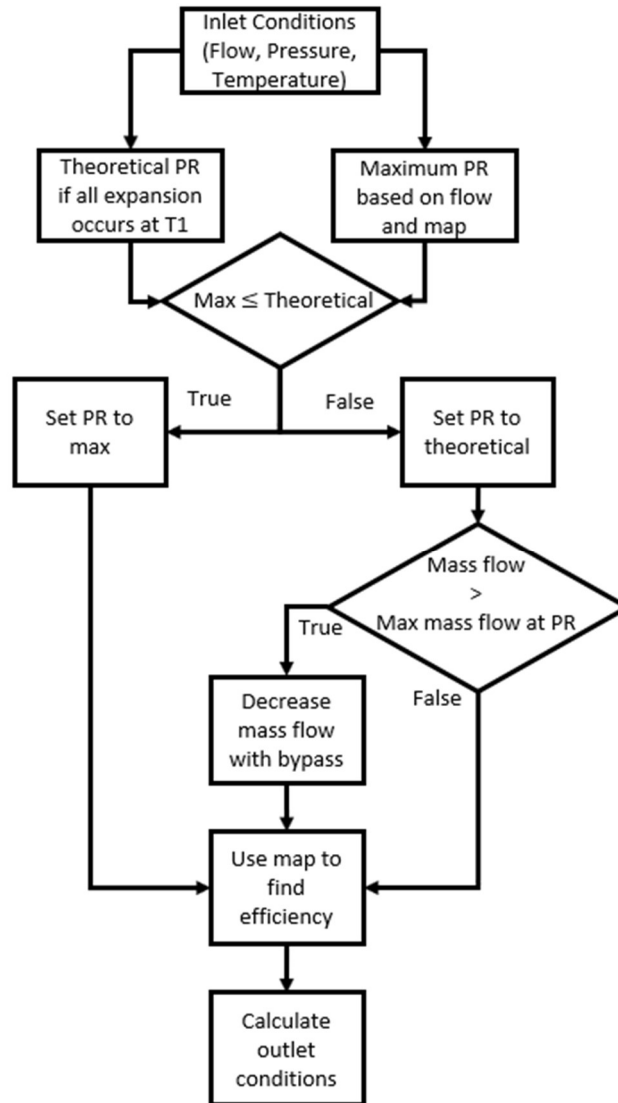 Inlet Conditions
(Flow, Pressure,
Temperature)
Theoretical PR
if all expansion
occurs at T1
Maximum PR
based on flow
and map
Max ≤ Theoretical
True
False
Set PR to
max
Set PR to
theoretical
Mass flow
>
Max mass flow at PR
True
False
Decrease
mass flow
with bypass
Use map to
find
efficiency
Calculate
outlet
conditions